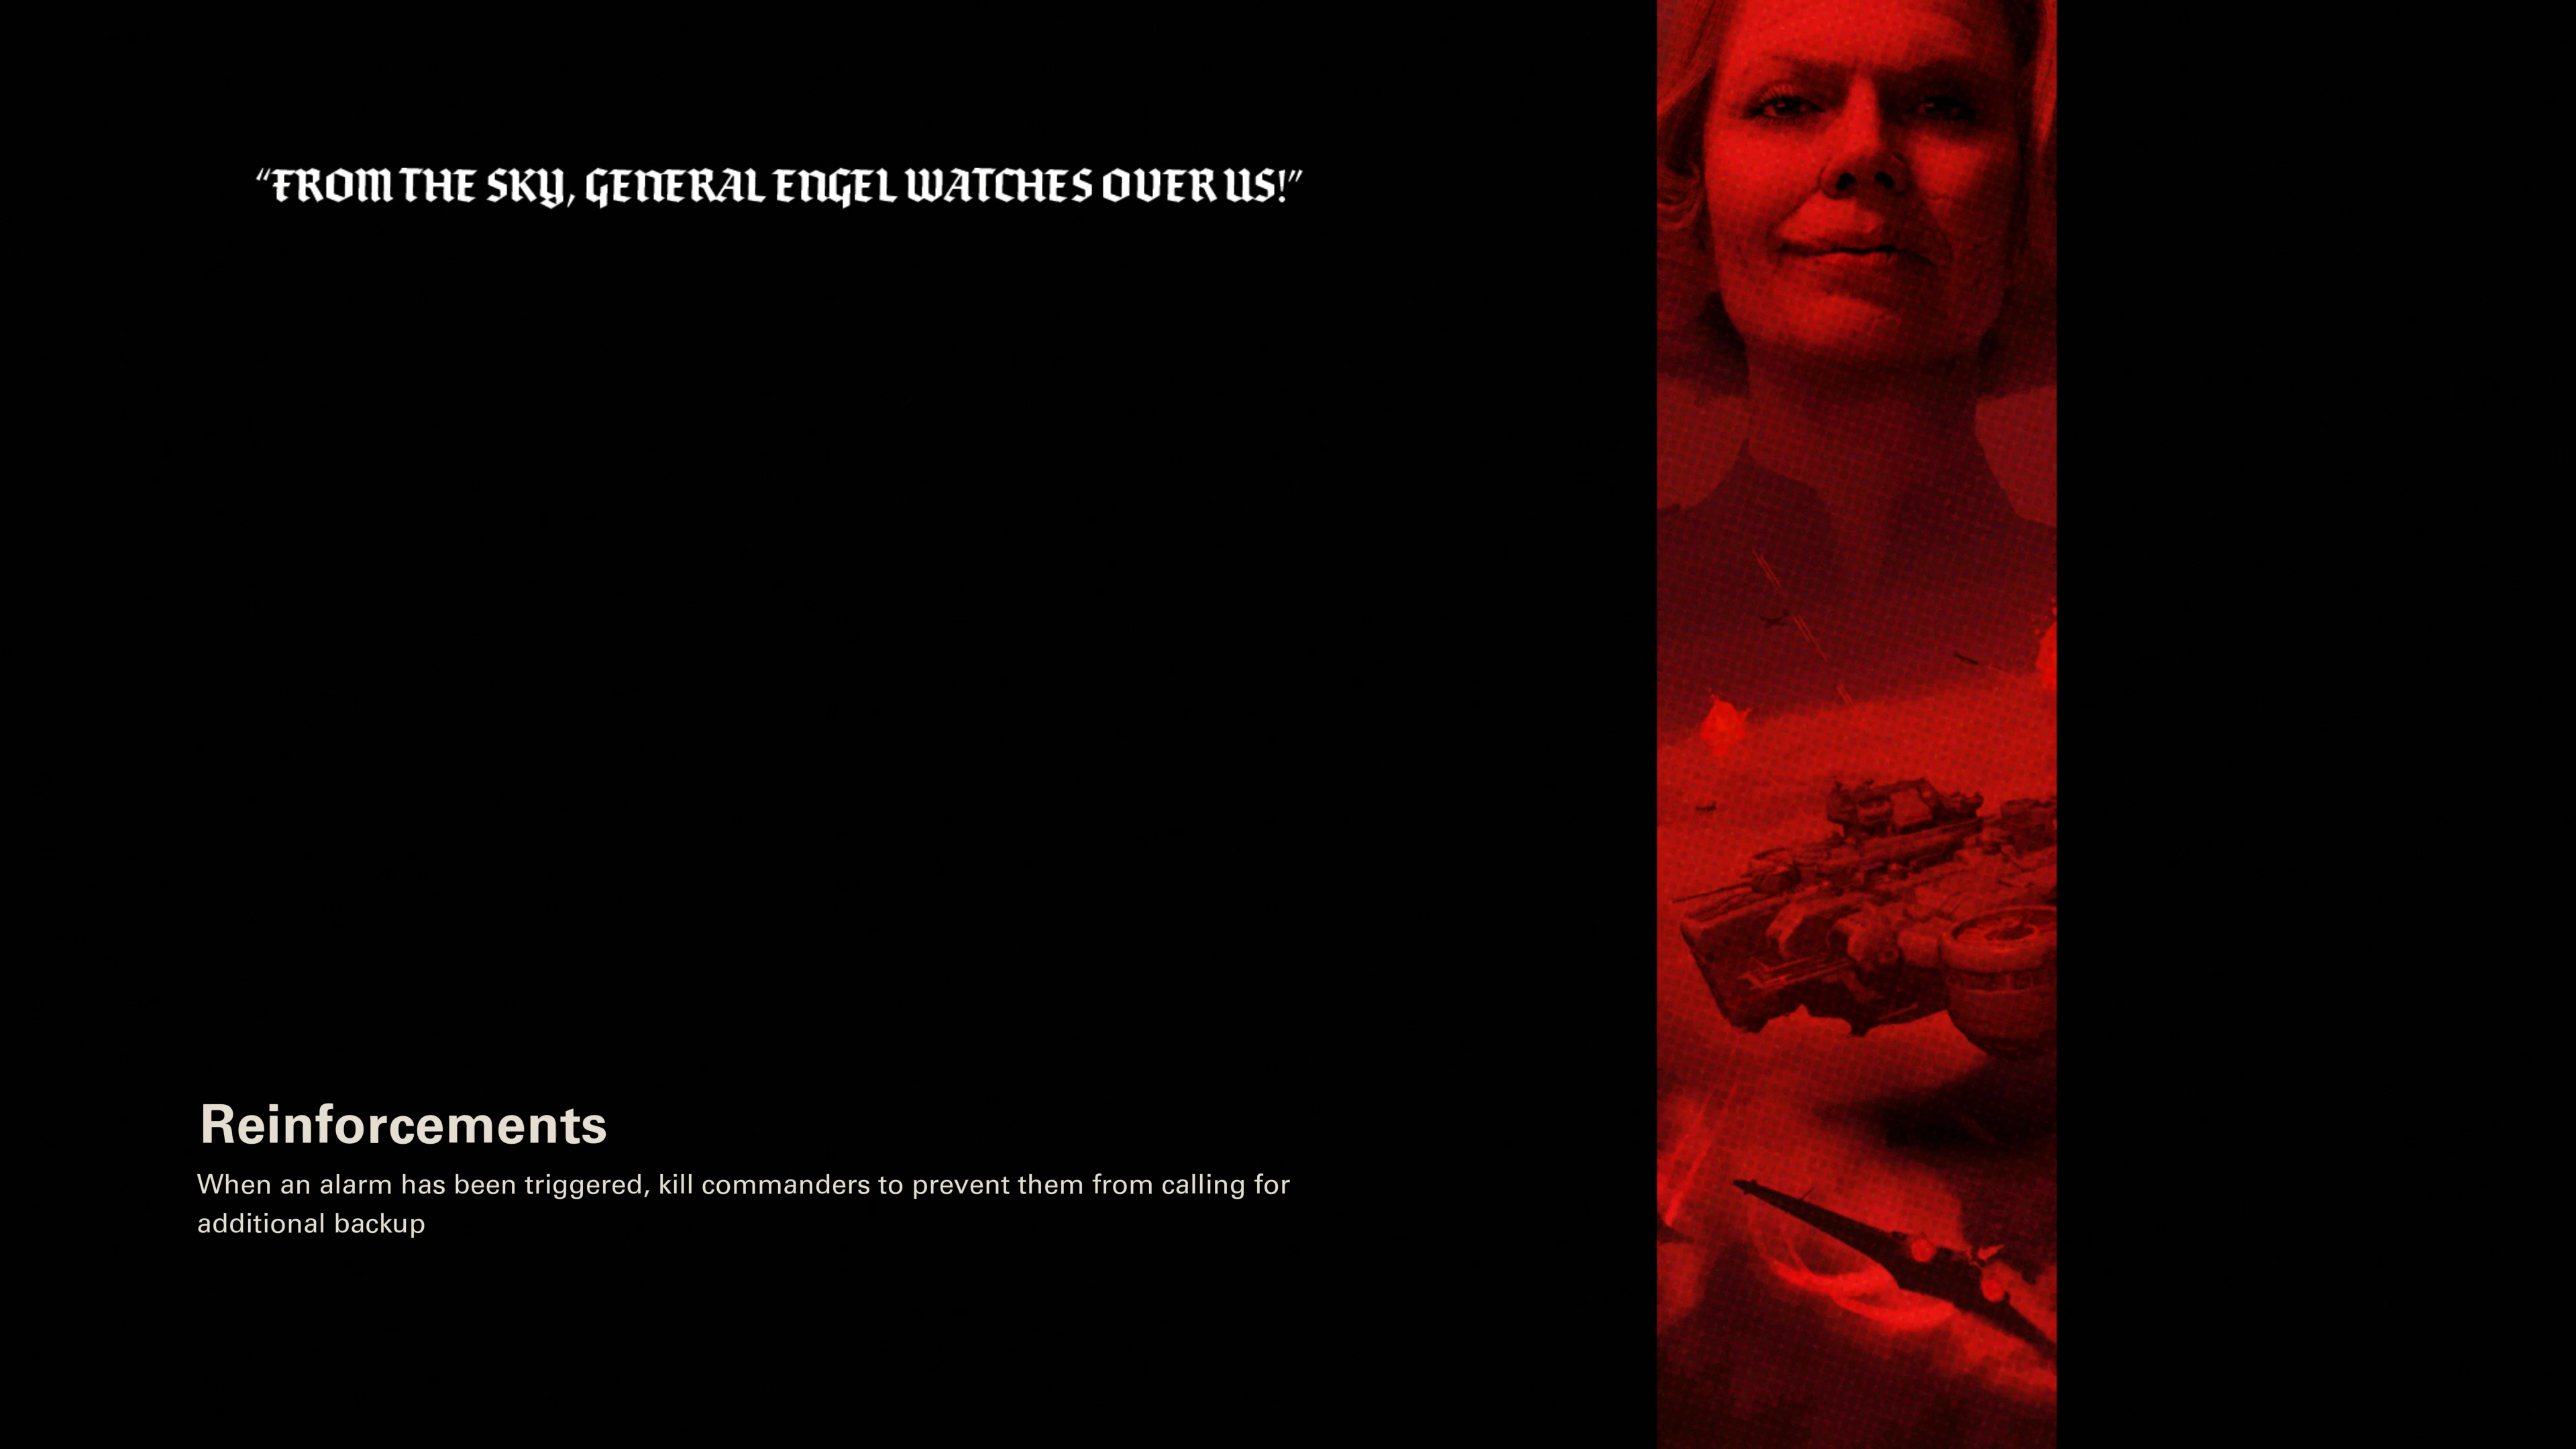 “FROM THE SKY, GENERAL ENGEL WATCHES OVER US!”
Reinforcements
When an alarm has been triggered, kill commanders to prevent them from calling for
additional backup